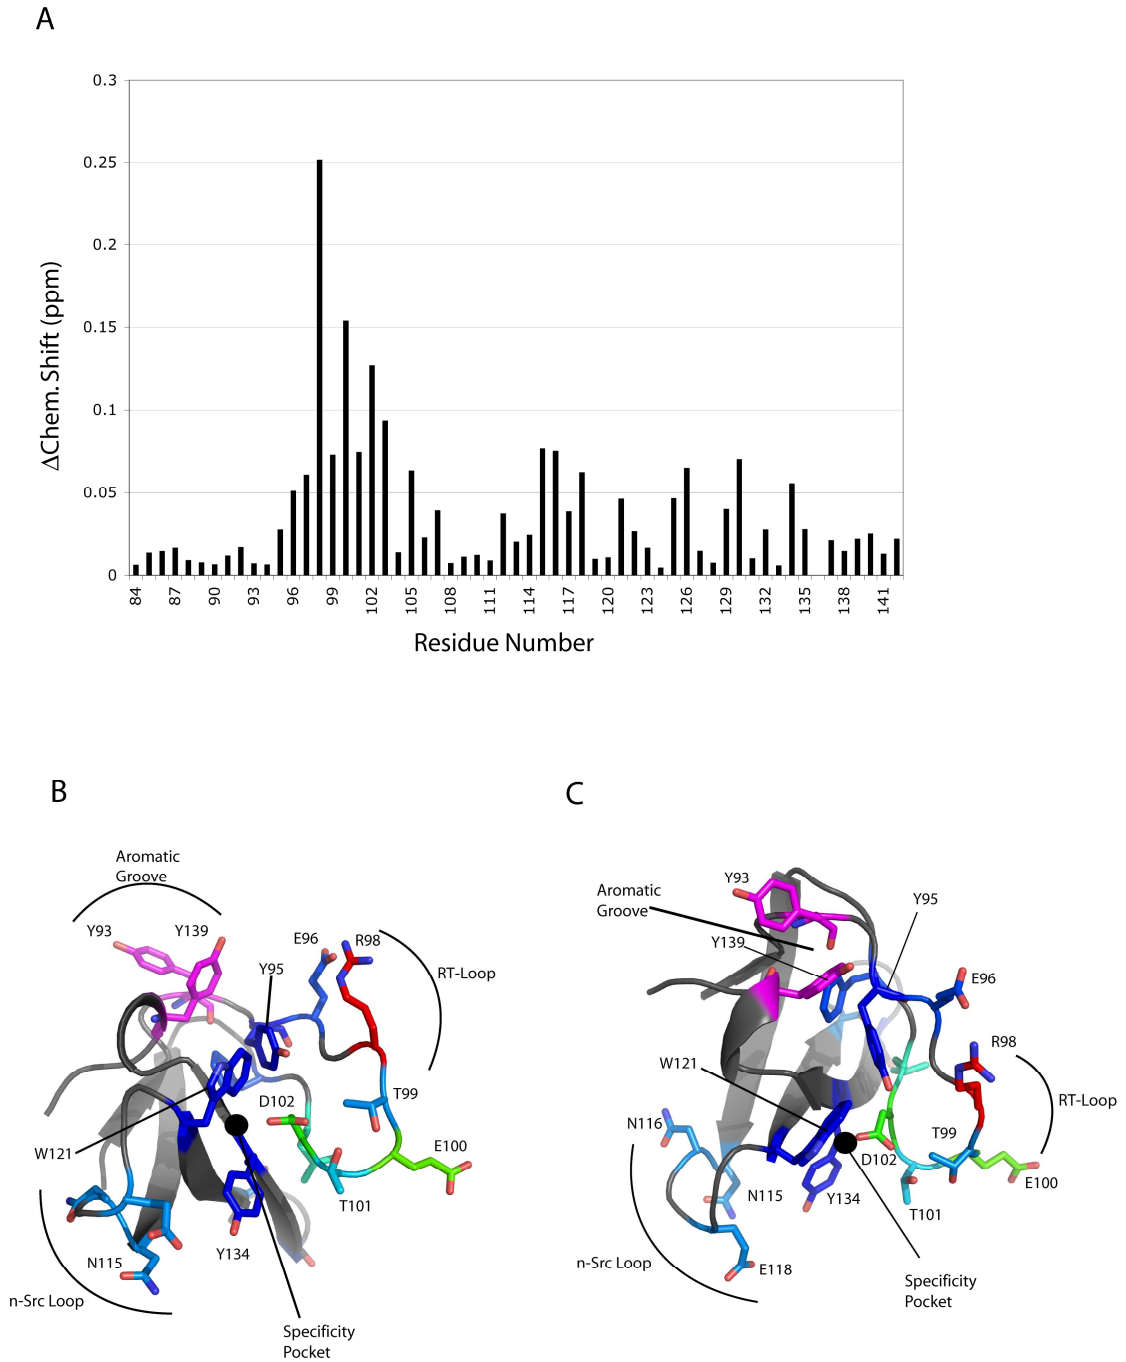 A
0.3
0.25
0.2
0.15
0.1
0.05
0
ΔChem. Shift (ppm)
84 87 90 93 96 99 102 105 108 111 114 117 120 123 126 129 132 135 138 141
Residue Number
B
Aromatic
Groove
Y93
Y139
E96
R98
Y95
RT-Loop
D102
T99
W121
E100
T101
N115
Y134
n-Src Loop
Specificity
Pocket
C
Y93
Aromatic
Groove
Y95
Y139
E96
R98
W121
RT-Loop
N116
T99
D102
E100
N115
Y134
T101
n-Src Loop
E118
Specificity
Pocket